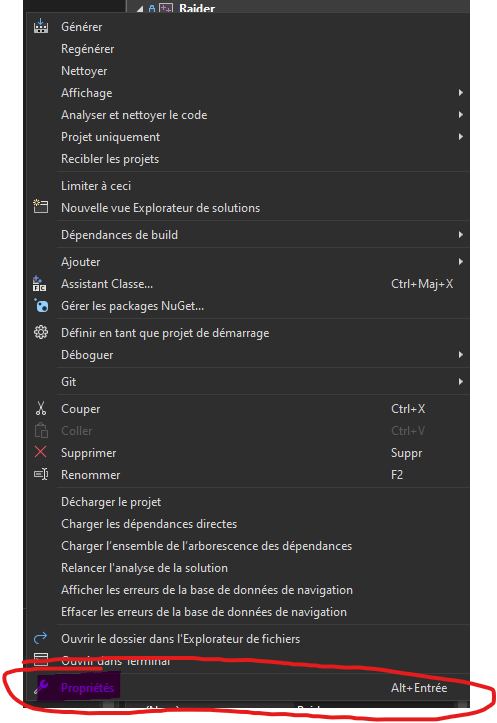 Raider
Générer
Regénérer
Nettoyer
Affichage
Analyser et nettoyer le code
Projet uniquement
Recibler les projets
Limiter à ceci
Nouvelle vue Explorateur de solutions
Dépendances de build
Ajouter
Assistant Classe... Ctrl+Maj+X
Gérer les packages NuGet...
Définir en tant que projet de démarrage
Déboguer
Git
Couper Ctrl+X
Coller Ctrl+V
Supprimer Suppr
Renommer F2
Décharger le projet
Charger les dépendances directes
Charger l'ensemble de l'arborescence des dépendances
Relancer l'analyse de la solution
Afficher les erreurs de la base de données de navigation
Effacer les erreurs de la base de données de navigation
Ouvrir le dossier dans l'Explorateur de fichiers
Ouvrir dans Terminal
Propriétés Alt+Entrée